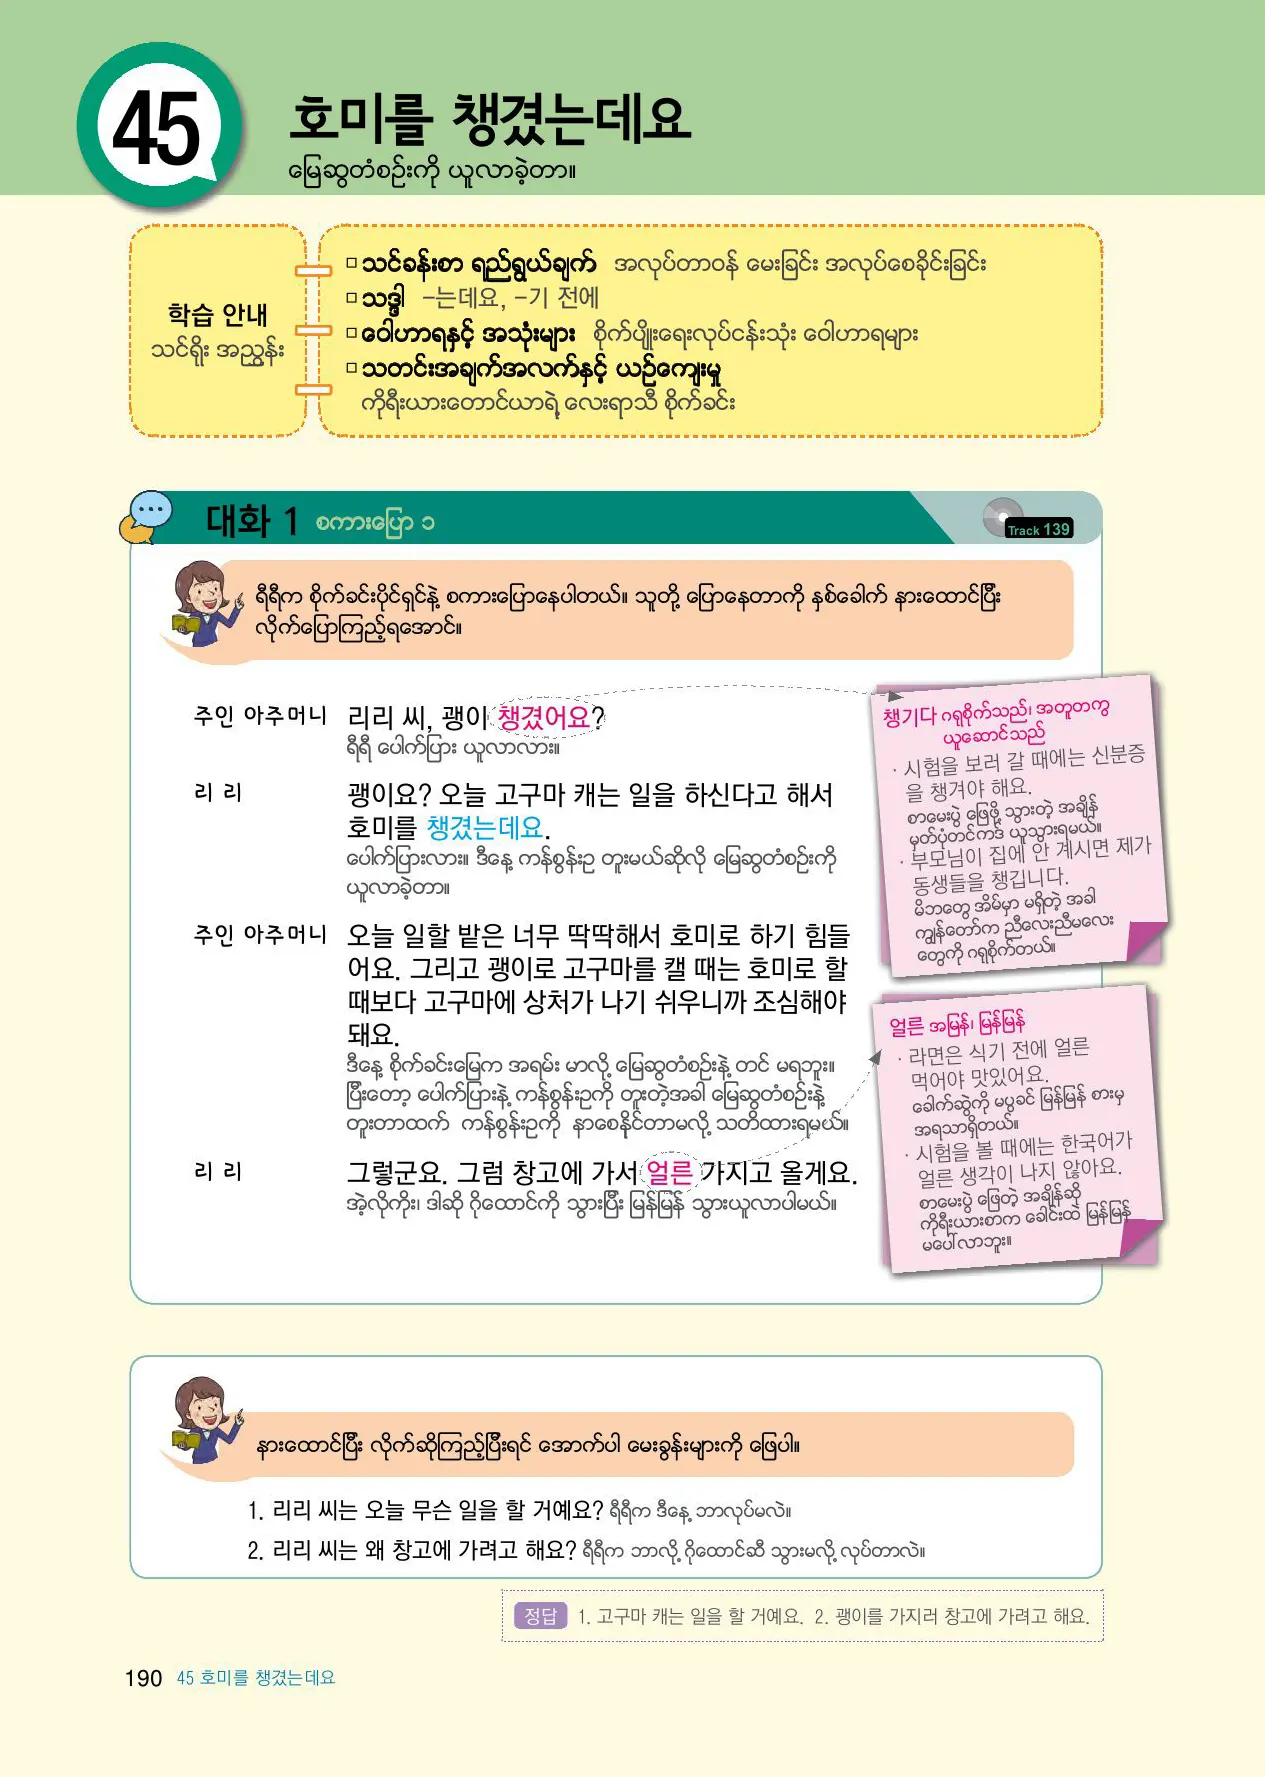 45
호미를 챙겼는데요
မြေဆွတံစဉ်းကို ယူလာခဲ့တာ။
학습 안내
သင်ရိုး အညွှန်း
□ သင်ခန်းစာ ရည်ရွယ်ချက် အလုပ်တာဝန် မေးခြင်း အလုပ်စေခိုင်းခြင်း
□ သဒ္ဒါ -는데요, -기 전에
□ ဝေါဟာရနှင့် အသုံးများ စိုက်ပျိုးရေးလုပ်ငန်းသုံး ဝေါဟာရများ
□ သတင်းအချက်အလက်နှင့် ယဉ်ကျေးမှု
ကိုရီးယားတောင်ယာရဲ့ လေးရာသီ စိုက်ခင်း
대화 1 စကားပြော ၁
Track 139
ရီရီက စိုက်ခင်းပိုင်ရှင်နဲ့ စကားပြောနေပါတယ်။ သူတို့ ပြောနေတာကို နှစ်ခေါက် နားထောင်ပြီး
လိုက်ပြောကြည့်ရအောင်။
주인 아주머니 리리 씨, 괭이 챙겼어요?
ရီရီ ပေါက်ပြား ယူလာလား။
리 리 괭이요? 오늘 고구마 캐는 일을 하신다고 해서
호미를 챙겼는데요.
ပေါက်ပြားလား။ ဒီနေ့ ကန်စွန်းဥ တူးမယ်ဆိုလို့ မြေဆွတံစဉ်းကို
ယူလာခဲ့တာ။
주인 아주머니 오늘 일할 밭은 너무 딱딱해서 호미로 하기 힘들
어요. 그리고 괭이로 고구마를 캘 때는 호미로 할
때보다 고구마에 상처가 나기 쉬우니까 조심해야
돼요.
ဒီနေ့ စိုက်ခင်းမြေက အရမ်း မာလို့ မြေဆွတံစဉ်းနဲ့ တင် မရဘူး။
ပြီးတော့ ပေါက်ပြားနဲ့ ကန်စွန်းဥကို တူးတဲ့အခါ မြေဆွတံစဉ်းနဲ့
တူးတာထက် ကန်စွန်းဥကို နာစေနိုင်တာမလို့ သတိထားရမယ်။
리 리 그렇군요. 그럼 창고에 가서 얼른 가지고 올게요.
အဲ့လိုကိုး၊ ဒါဆို ဂိုထောင်ကို သွားပြီး မြန်မြန် သွားယူလာပါမယ်။
챙기다 ဂရုစိုက်သည်၊ အတူတကွ
ယူဆောင်သည်
· 시험을 보러 갈 때에는 신분증
을 챙겨야 해요.
စာမေးပွဲ ဖြေဖို့ သွားတဲ့ အချိန်
မှတ်ပုံတင်ကဒ် ယူသွားရမယ်။
· 부모님이 집에 안 계시면 제가
동생들을 챙깁니다.
မိဘတွေ အိမ်မှာ မရှိတဲ့ အခါ
ကျွန်တော်က ညီလေးညီမလေး
တွေကို ဂရုစိုက်တယ်။
얼른 အမြန်၊ မြန်မြန်
· 라면은 식기 전에 얼른
먹어야 맛있어요.
ခေါက်ဆွဲကို မပွခင် မြန်မြန် စားမှ
အရသာရှိတယ်။
· 시험을 볼 때에는 한국어가
얼른 생각이 나지 않아요.
စာမေးပွဲ ဖြေတဲ့ အချိန်ဆို
ကိုရီးယားစာက ခေါင်းထဲ မြန်မြန်
မပေါ်လာဘူး။
နားထောင်ပြီး လိုက်ဆိုကြည့်ပြီးရင် အောက်ပါ မေးခွန်းများကို ဖြေပါ။
1. 리리 씨는 오늘 무슨 일을 할 거예요? ရီရီက ဒီနေ့ ဘာလုပ်မလဲ။
2. 리리 씨는 왜 창고에 가려고 해요? ရီရီက ဘာလို့ ဂိုထောင်ဆီ သွားမလို့ လုပ်တာလဲ။
정답 1. 고구마 캐는 일을 할 거예요. 2. 괭이를 가지러 창고에 가려고 해요.
190 45 호미를 챙겼는데요